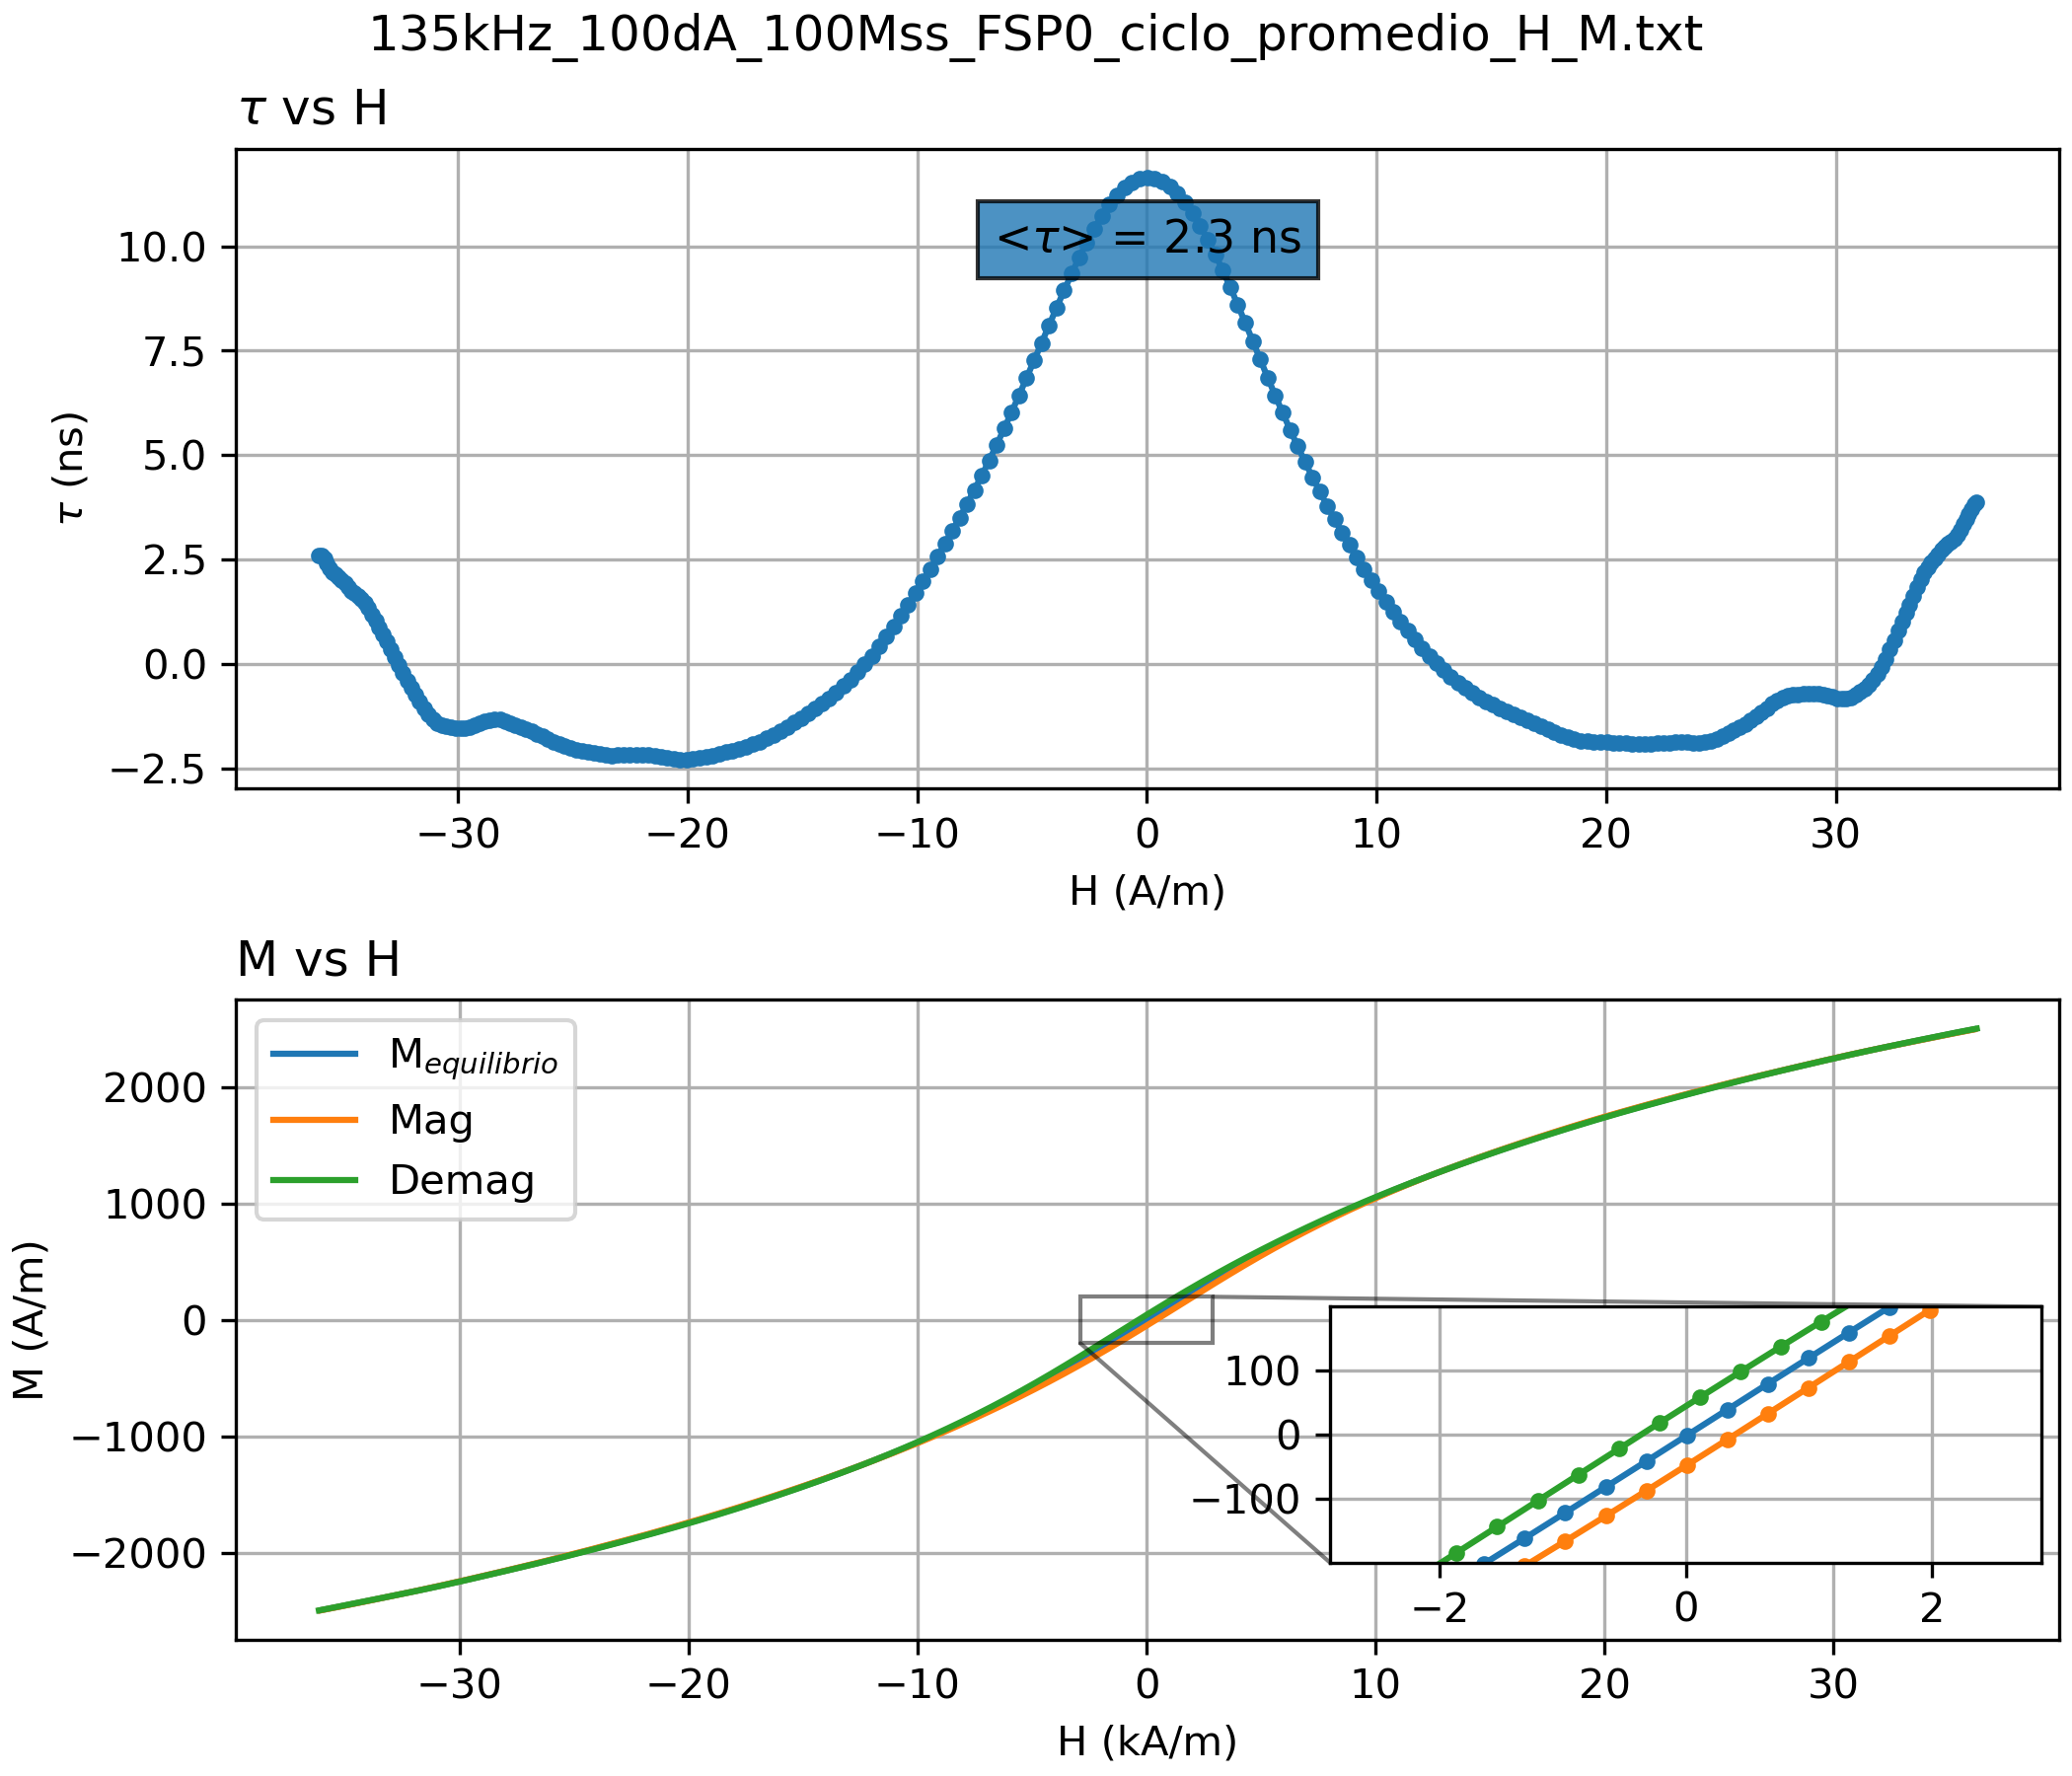 135kHz_100dA_100Mss_FSP0_ciclo_promedio_H_M.txt
τ vs H
<τ> = 2.3 ns
10.0
7.5
5.0
2.5
0.0
−2.5
τ (ns)
−30 −20 −10 0 10 20 30
H (A/m)
M vs H
M_equilibrio
Mag
Demag
2000
1000
0
−1000
−2000
M (A/m)
100
0
−100
−2 0 2
−30 −20 −10 0 10 20 30
H (kA/m)